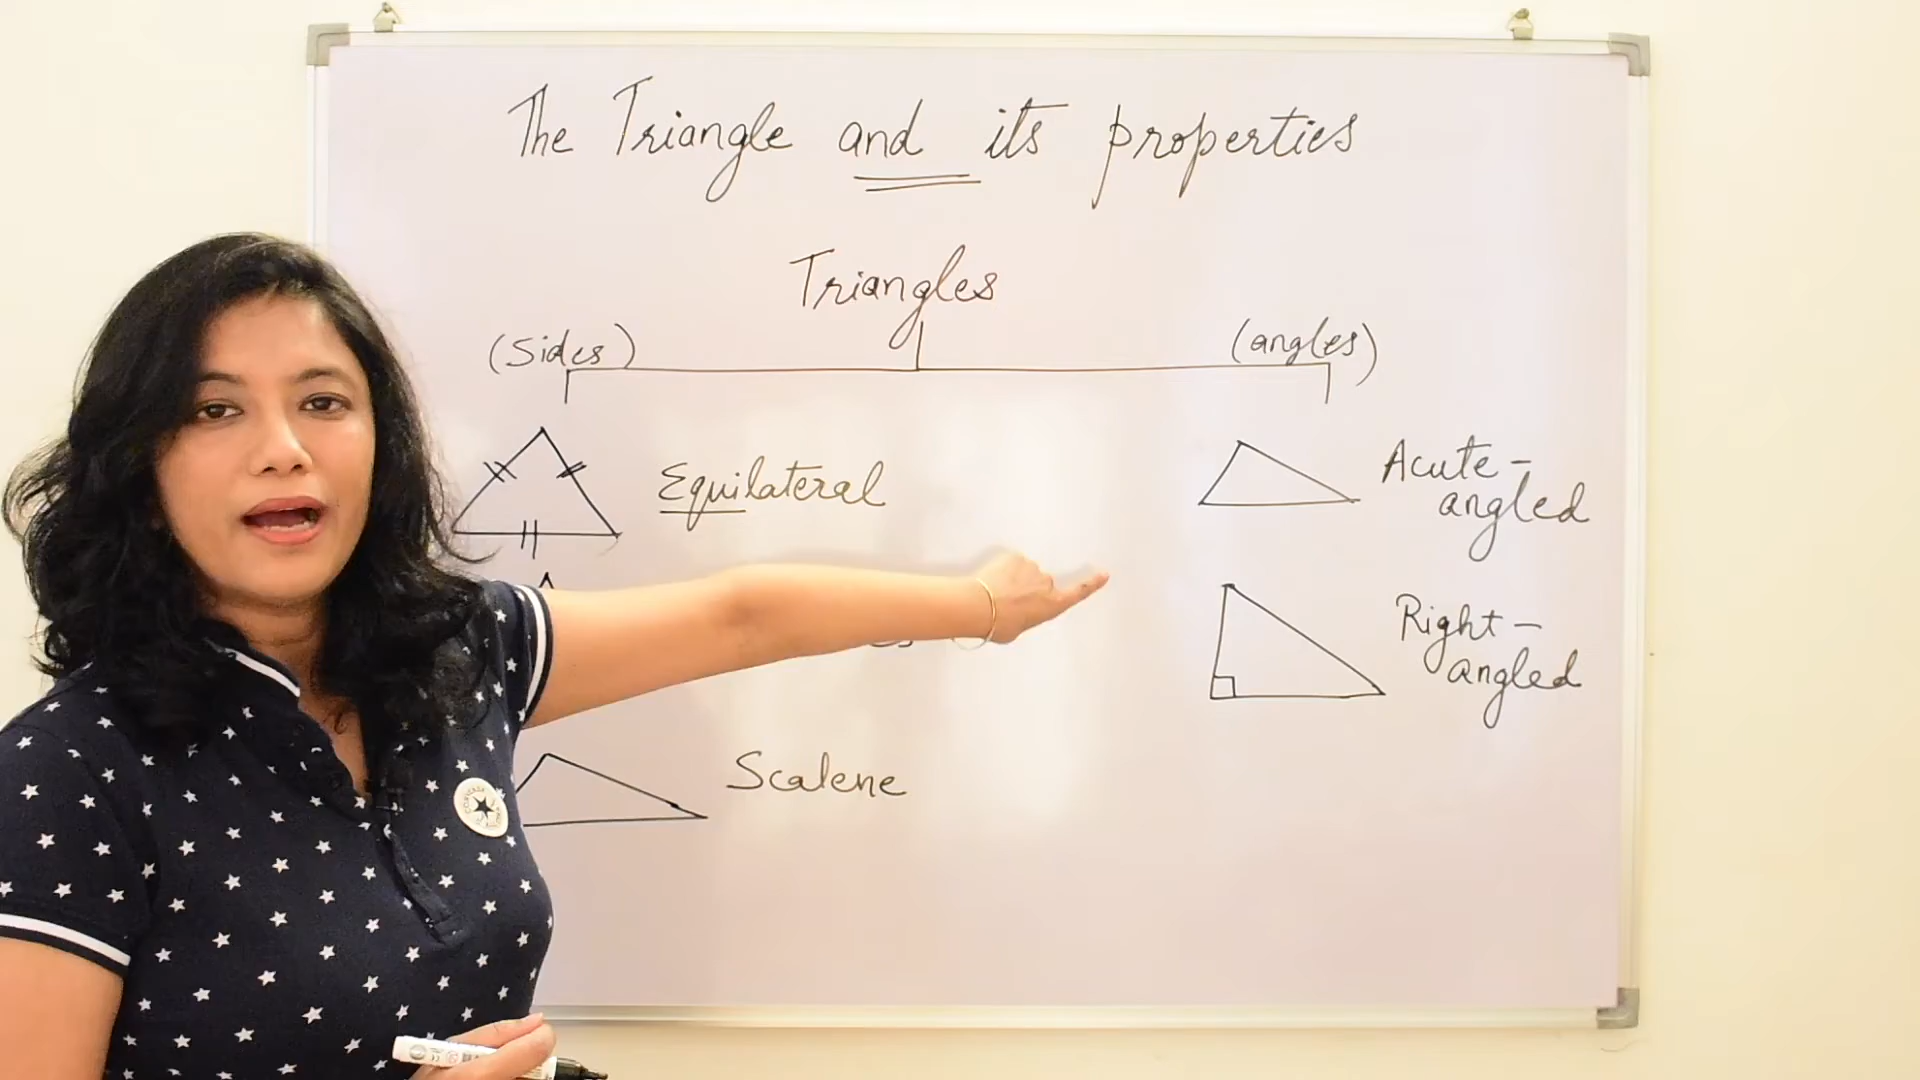 The Triangle and its properties
Triangles
(Sides)
(angles)
Equilateral
Scalene
Acute-
angled
Right-
angled